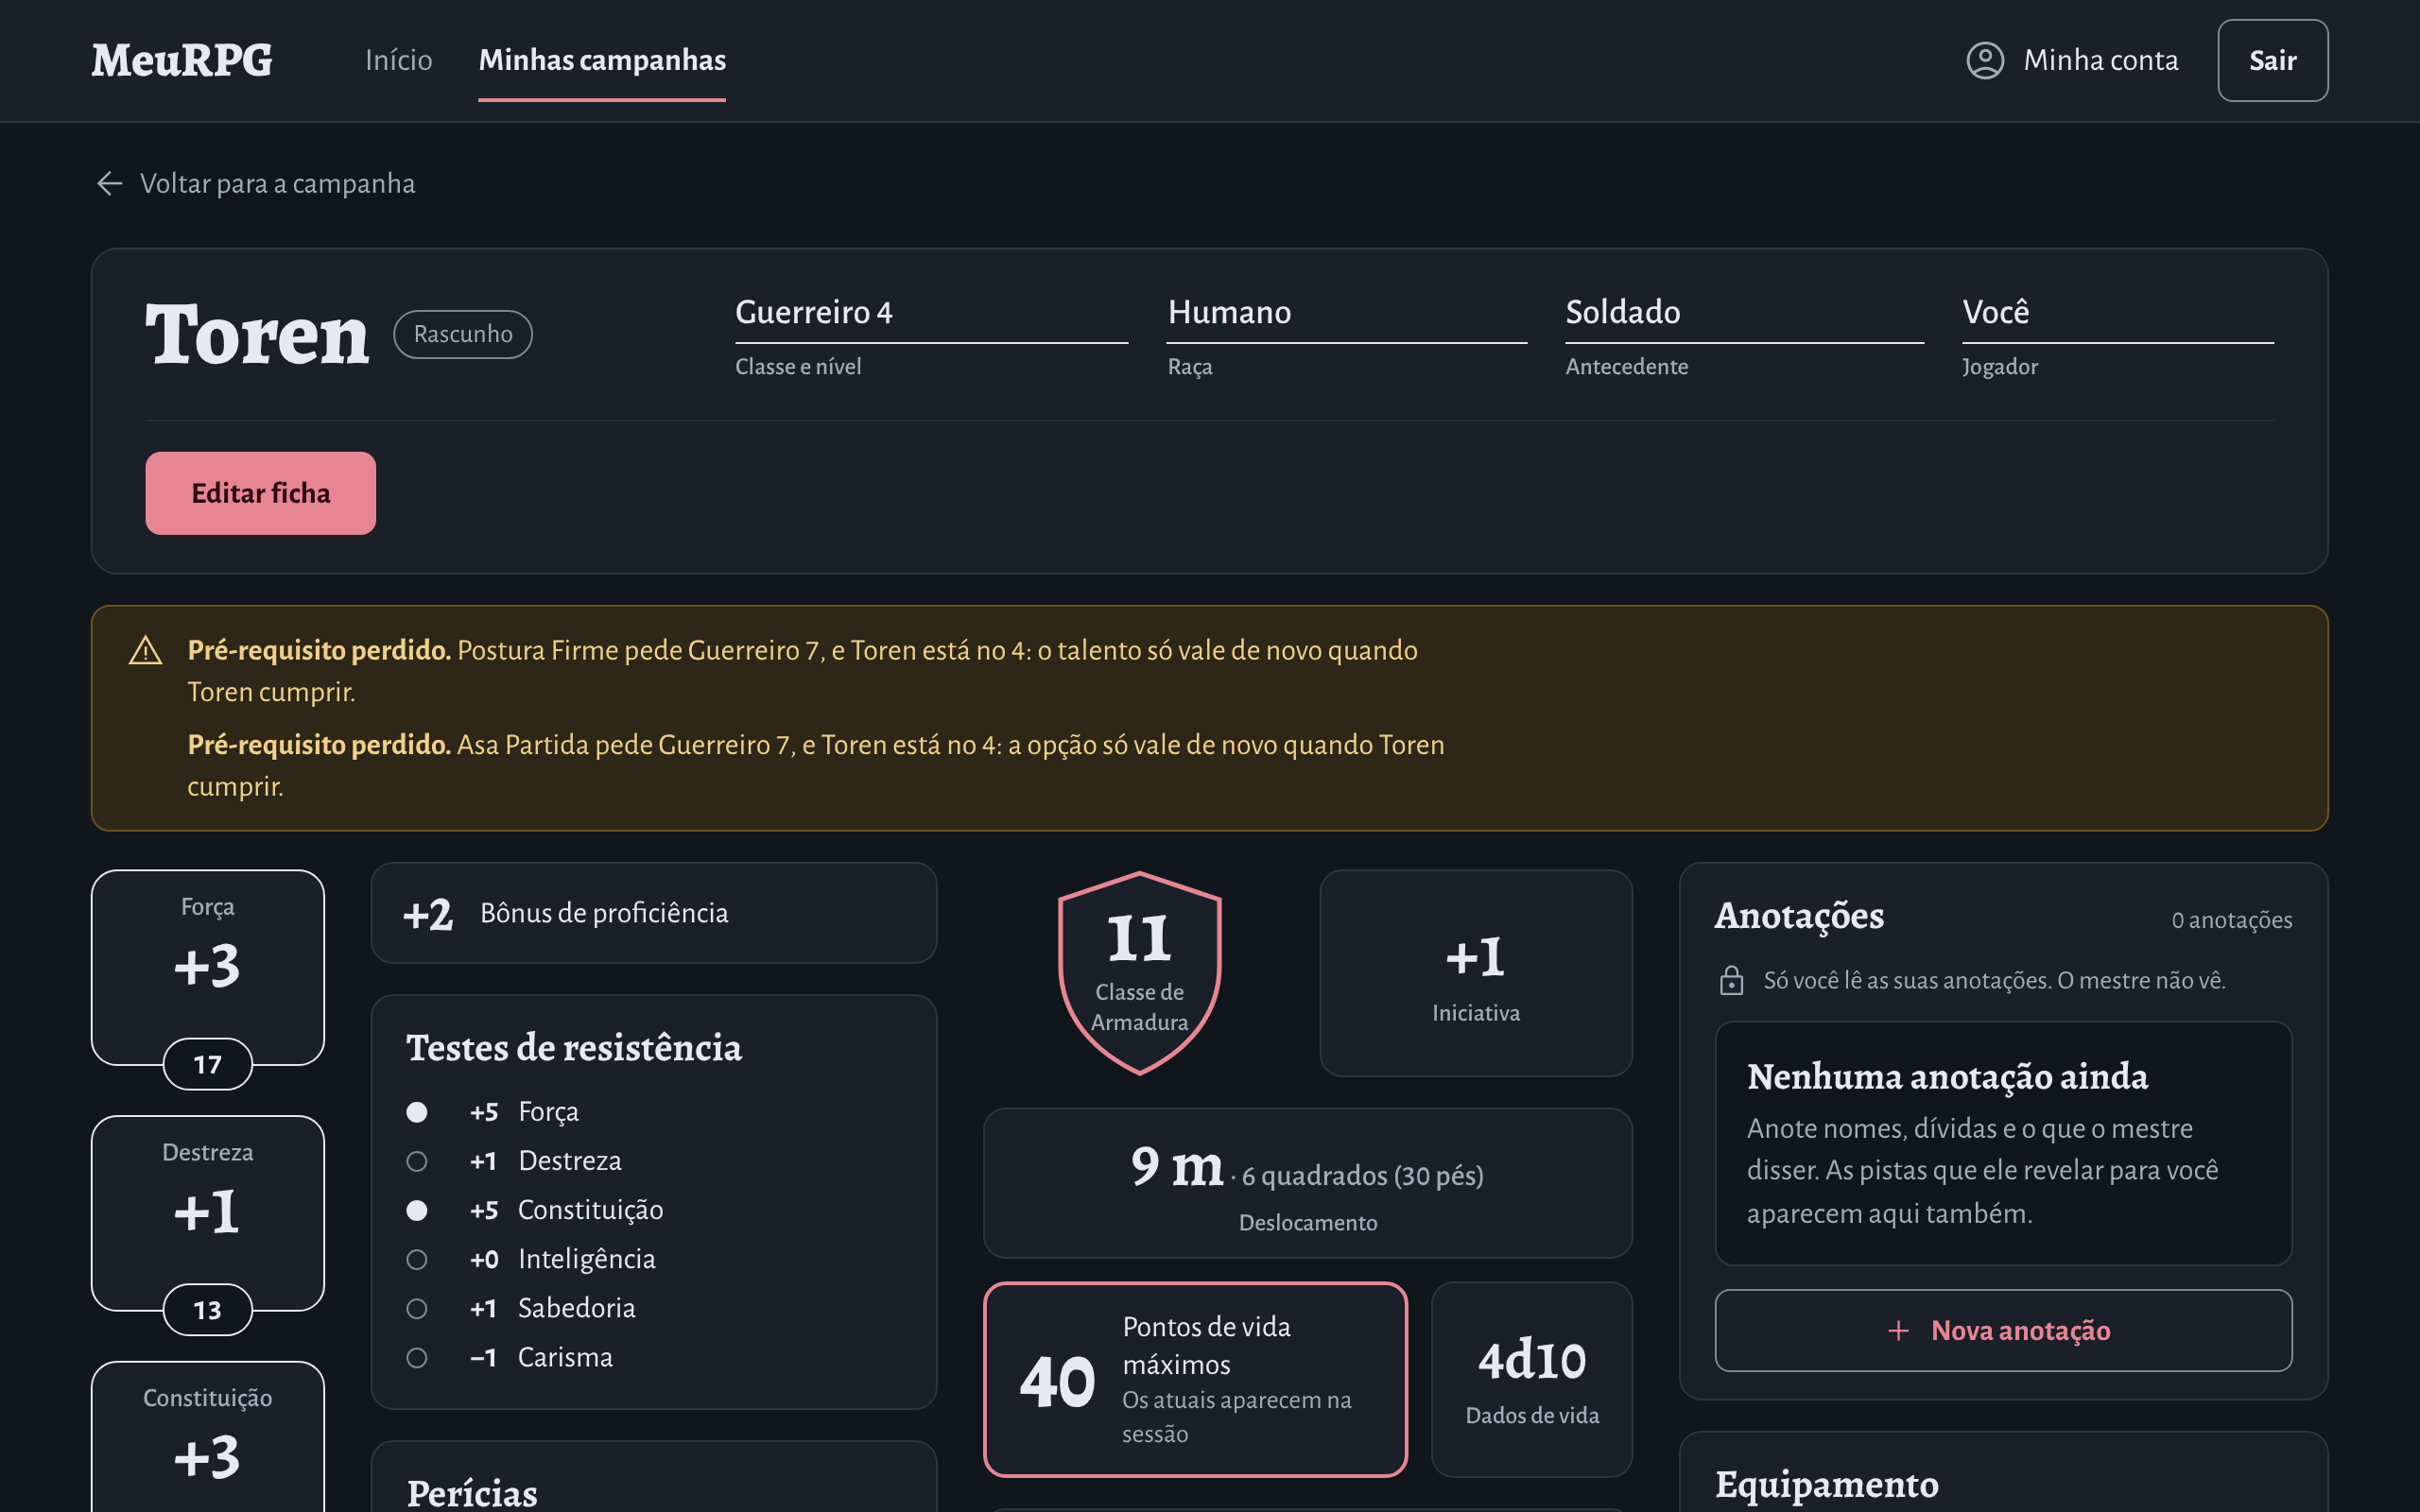 MeuRPG
Início
Minhas campanhas
Minha conta
Sair
Voltar para a campanha
Toren
Rascunho
Guerreiro 4
Classe e nível
Humano
Raça
Soldado
Antecedente
Você
Jogador
Editar ficha
Pré-requisito perdido. Postura Firme pede Guerreiro 7, e Toren está no 4: o talento só vale de novo quando
Toren cumprir.
Pré-requisito perdido. Asa Partida pede Guerreiro 7, e Toren está no 4: a opção só vale de novo quando Toren
cumprir.
Força
+3
17
Destreza
+1
13
Constituição
+3
+2 Bônus de proficiência
Testes de resistência
+5 Força
+1 Destreza
+5 Constituição
+0 Inteligência
+1 Sabedoria
−1 Carisma
Perícias
11
Classe de
Armadura
+1
Iniciativa
9 m · 6 quadrados (30 pés)
Deslocamento
40
Pontos de vida
máximos
Os atuais aparecem na
sessão
4d10
Dados de vida
Anotações
0 anotações
Só você lê as suas anotações. O mestre não vê.
Nenhuma anotação ainda
Anote nomes, dívidas e o que o mestre
disser. As pistas que ele revelar para você
aparecem aqui também.
+ Nova anotação
Equipamento